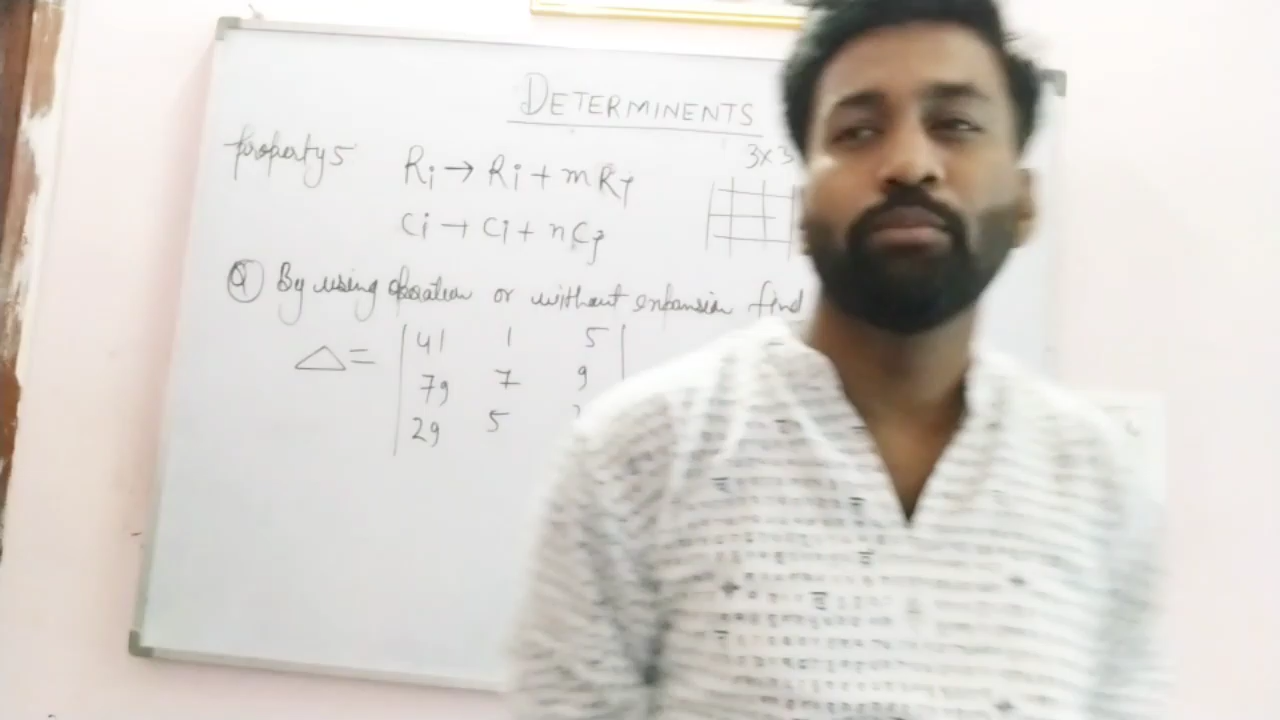 DETERMINENTS
property 5 Ri → Ri + mRj
3x3
Ci → Ci + nCj
Q By using operation or without expansion find
△ = | 41 1 5 |
79 7 9
29 5